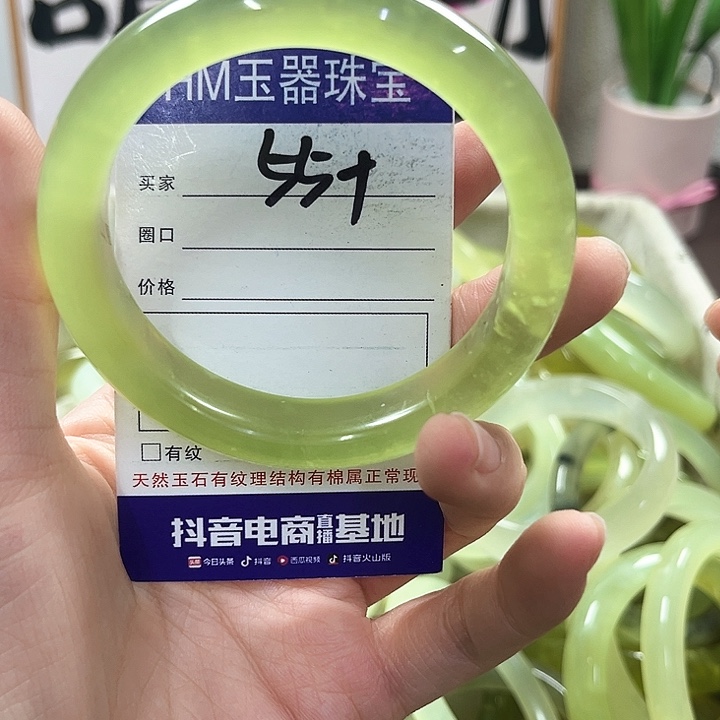 HM玉器珠宝
买家
圈口
价格
有纹
天然玉石有纹理结构有棉属正常现
抖音电商直播基地
头条 今日头条 抖音 西瓜视频 抖音火山版